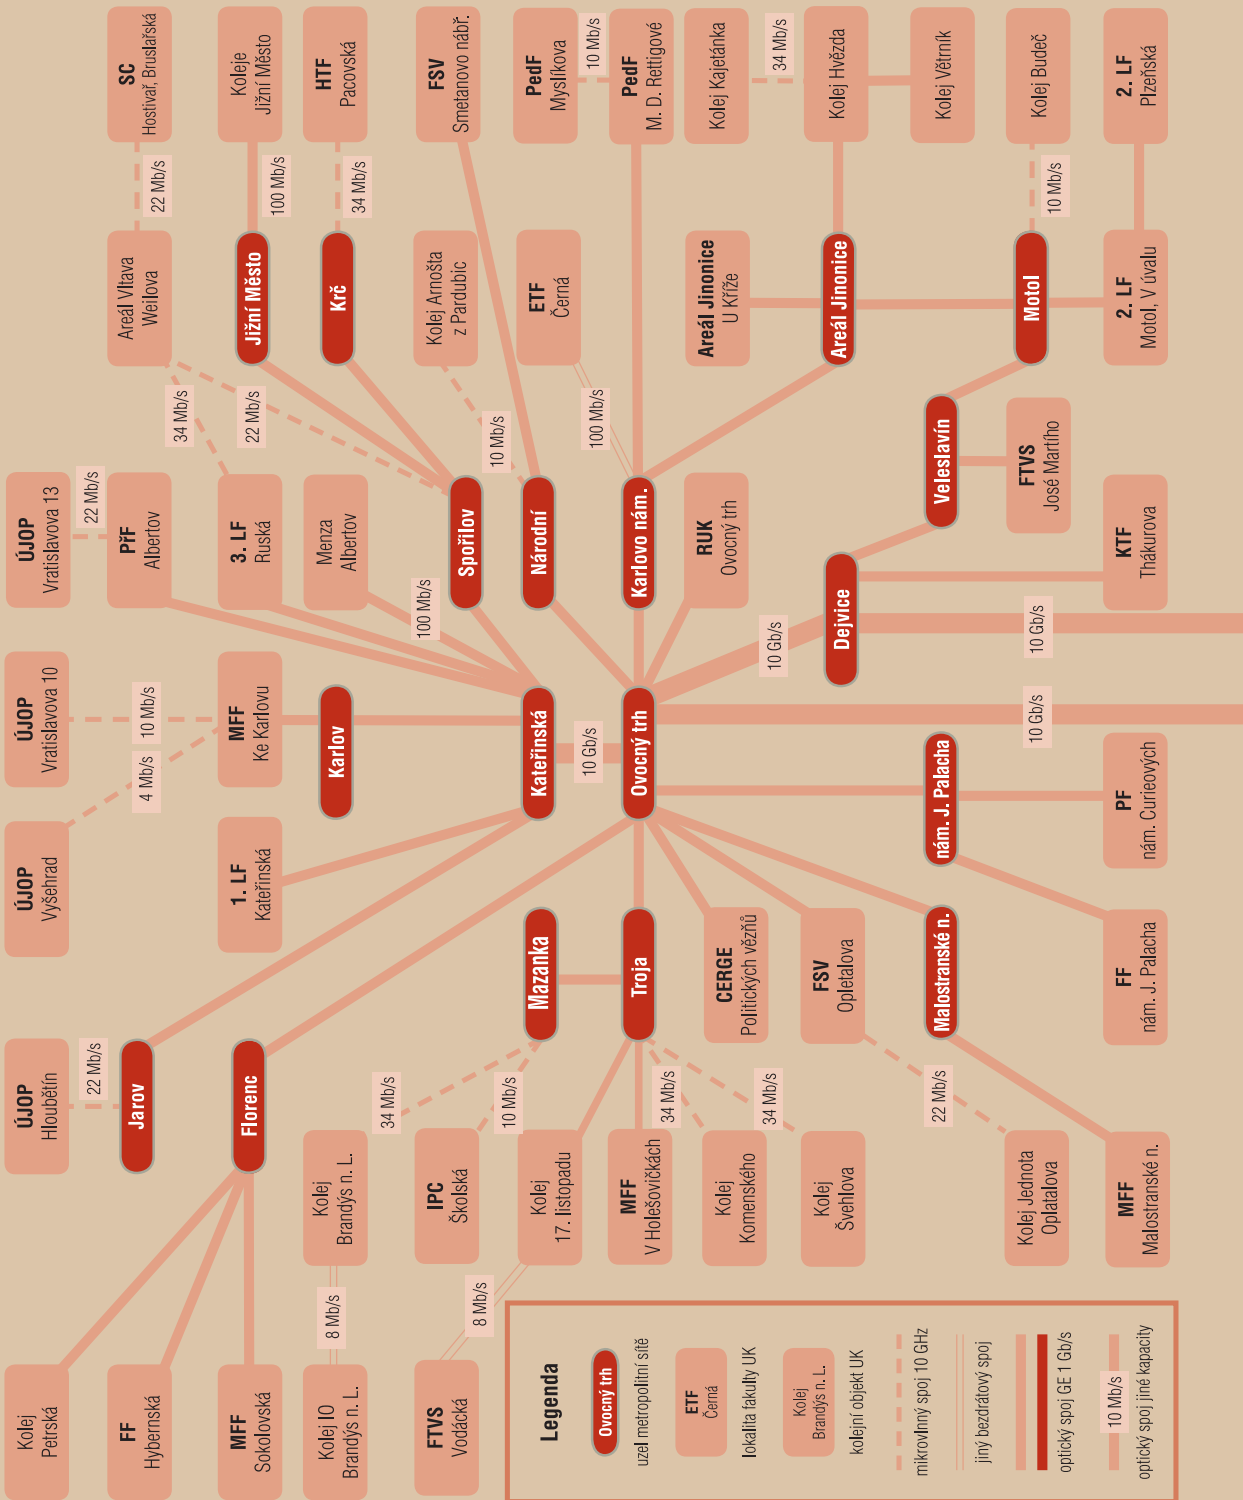 Kolej
Petrská
ÚJOP
Hloubětín
ÚJOP
Vyšehrad
ÚJOP
Vratislavova 10
ÚJOP
Vratislavova 13
22 Mb/s
22 Mb/s
FF
Hybernská
Jarov
4 Mb/s
10 Mb/s
PřF
Albertov
Areál Vltava
Weilova
22 Mb/s
SC
Hostivař, Bruslařská
34 Mb/s
MFF
Sokolovská
Florenc
1. LF
Kateřinská
MFF
Ke Karlovu
3. LF
Ruská
22 Mb/s
Jižní Město
100 Mb/s
Koleje
Jižní Město
Kolej IO
Brandýs n. L.
8 Mb/s
Kolej
Brandýs n. L.
Karlov
Menza
Albertov
Krč
34 Mb/s
HTF
Pacovská
34 Mb/s
100 Mb/s
FTVS
Vodácká
8 Mb/s
IPC
Školská
10 Mb/s
Spořilov
10 Mb/s
Kolej Arnošta
z Pardubic
FSV
Smetanovo nábř.
Kolej
17. listopadu
Mazanka
Kateřinská
Národní
ETF
Černá
PedF
Myslíkova
10 Gb/s
100 Mb/s
10 Mb/s
MFF
V Holešovičkách
34 Mb/s
Troja
Ovocný trh
Karlovo nám.
PedF
M. D. Rettigové
Kolej
Komenského
CERGE
Politických vězňů
RUK
Ovocný trh
Areál Jinonice
U Kříže
Kolej Kajetánka
34 Mb/s
10 Gb/s
34 Mb/s
Kolej
Švehlova
FSV
Opletalova
Dejvice
Areál Jinonice
Kolej Hvězda
22 Mb/s
Malostranské n.
nám. J. Palacha
Veleslavín
Kolej Větrník
Kolej Jednota
Oplatalova
10 Gb/s
10 Gb/s
FTVS
José Martího
Motol
10 Mb/s
Kolej Budeč
MFF
Malostranské n.
FF
nám. J. Palacha
PF
nám. Curieových
KTF
Thákurova
2. LF
Motol, V úvalu
2. LF
Plzeňská
Legenda
Ovocný trh
uzel metropolitní sítě
ETF
Černá
lokalita fakulty UK
Kolej
Brandýs n. L.
kolejní objekt UK
mikrovlnný spoj 10 GHz
jiný bezdrátový spoj
optický spoj GE 1 Gb/s
10 Mb/s
optický spoj jiné kapacity